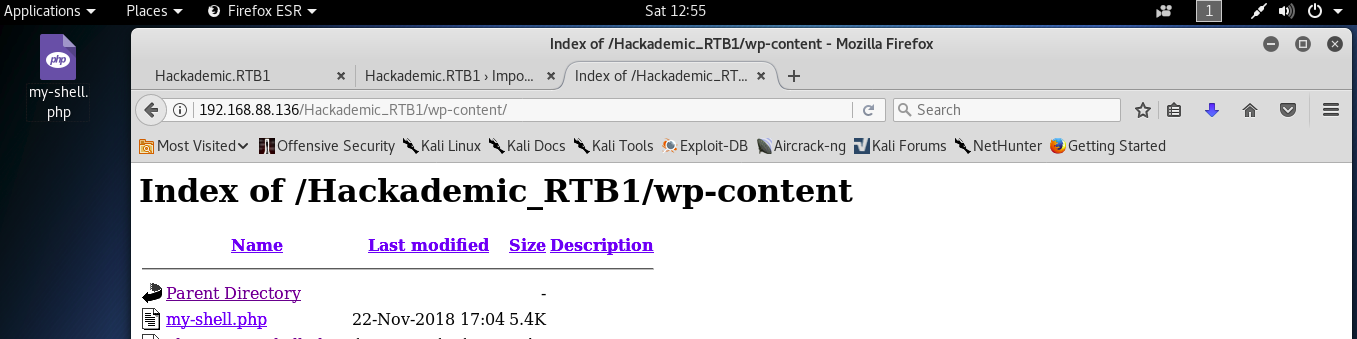 Applications Places Firefox ESR Sat 12:55 1
my-shell.
php
Index of /Hackademic_RTB1/wp-content - Mozilla Firefox
Hackademic.RTB1 Hackademic.RTB1 › Impo... Index of /Hackademic_RT...
192.168.88.136/Hackademic_RTB1/wp-content/ Search
Most Visited Offensive Security Kali Linux Kali Docs Kali Tools Exploit-DB Aircrack-ng Kali Forums NetHunter Getting Started
Index of /Hackademic_RTB1/wp-content
Name Last modified Size Description
Parent Directory -
my-shell.php 22-Nov-2018 17:04 5.4K